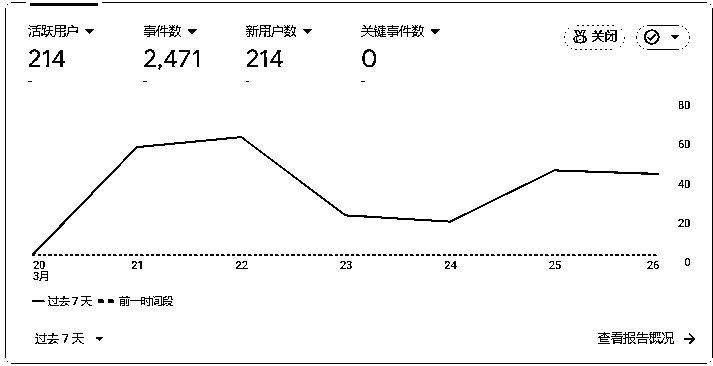 活跃用户 事件数 新用户数 关键事件数 关闭
214 2,471 214 0
- - - -
80
60
40
20
0
20 21 22 23 24 25 26
3月
过去 7 天 前一时间段
过去 7 天 查看报告概况